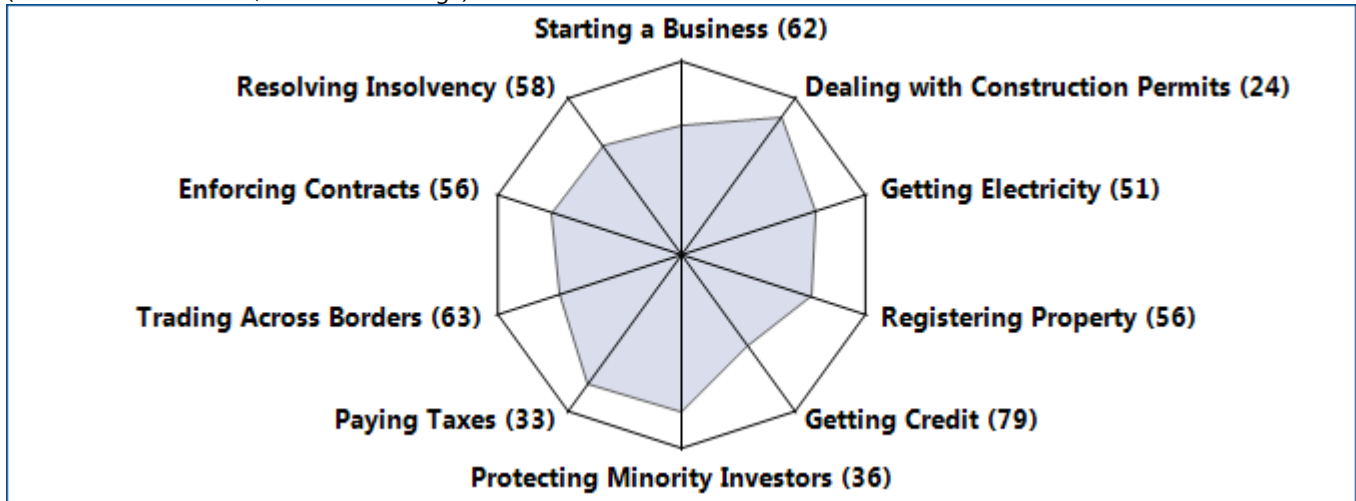 Starting a Business (62)
Resolving Insolvency (58)
Dealing with Construction Permits (24)
Enforcing Contracts (56)
Getting Electricity (51)
Trading Across Borders (63)
Registering Property (56)
Paying Taxes (33)
Getting Credit (79)
Protecting Minority Investors (36)